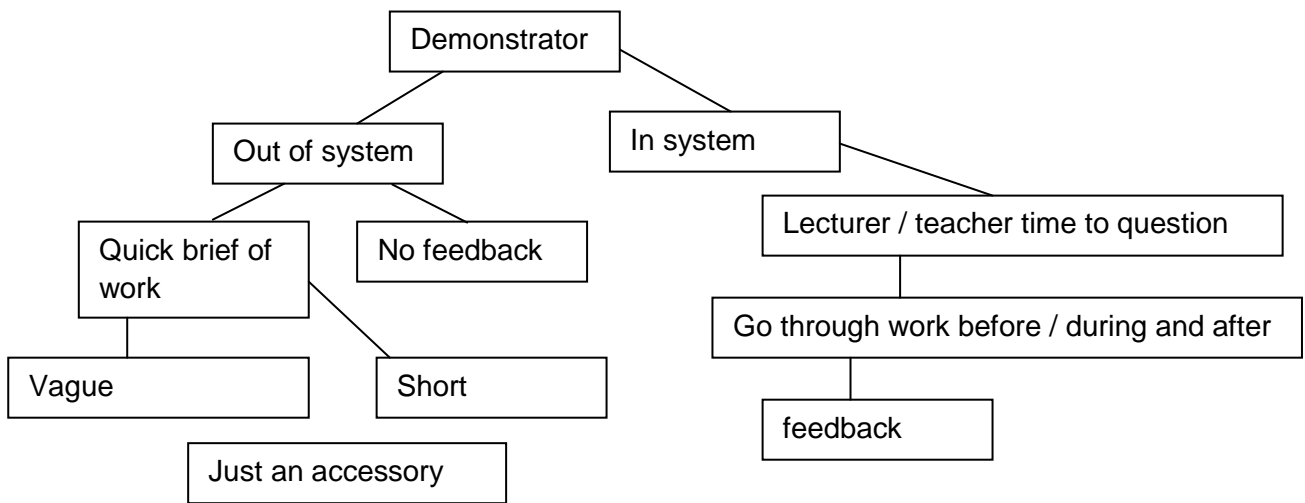 Demonstrator
Out of system
In system
Quick brief of
work
No feedback
Lecturer / teacher time to question
Go through work before / during and after
Vague
Short
feedback
Just an accessory